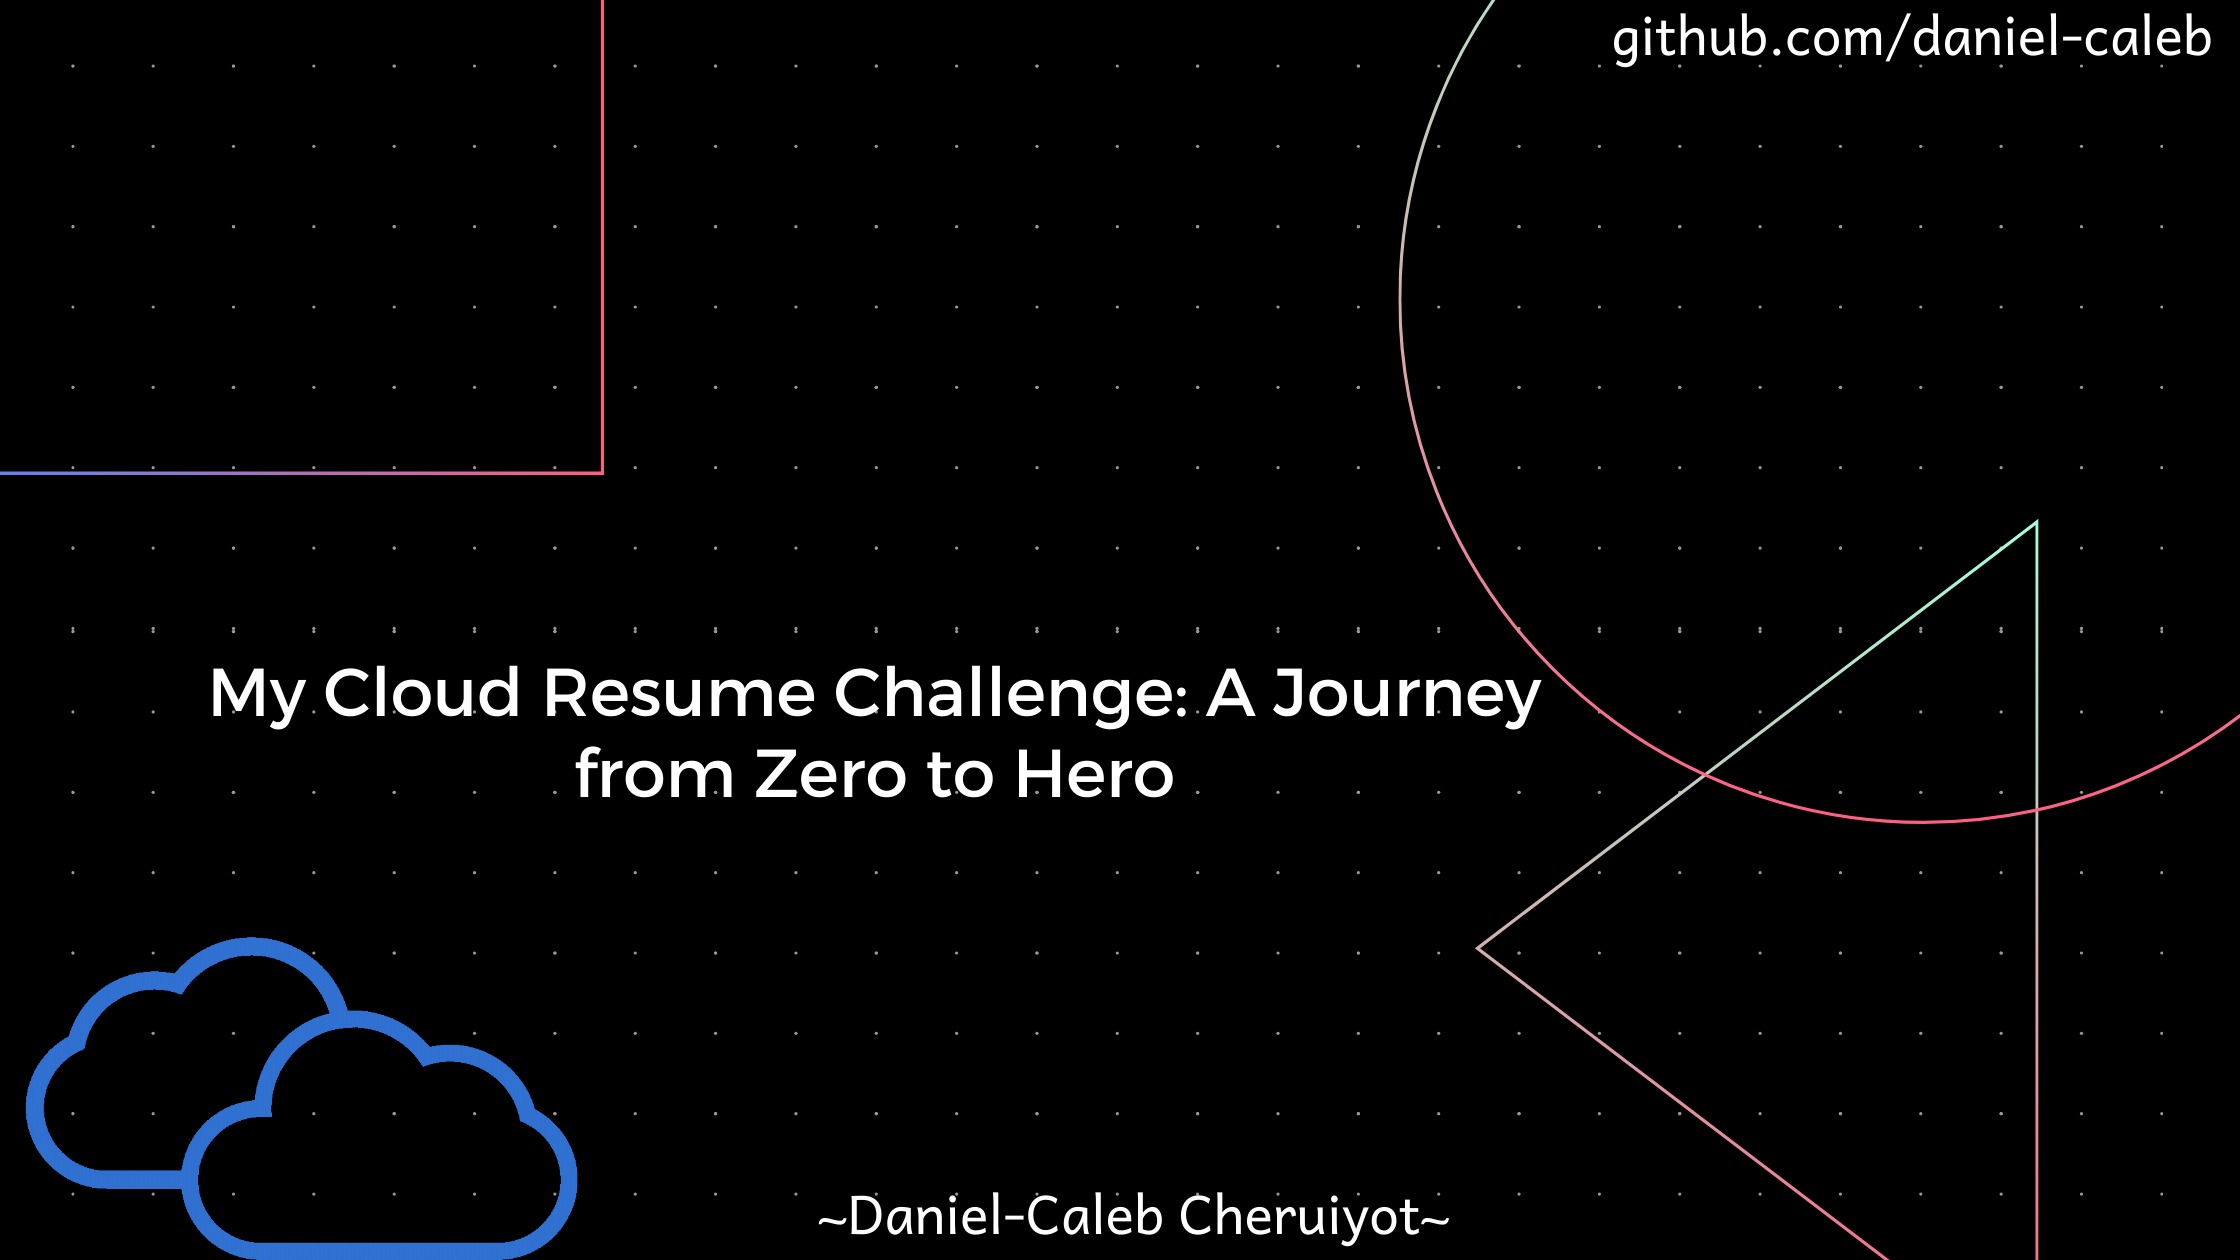 github.com/daniel-caleb
My Cloud Resume Challenge: A Journey
from Zero to Hero
~Daniel-Caleb Cheruiyot~